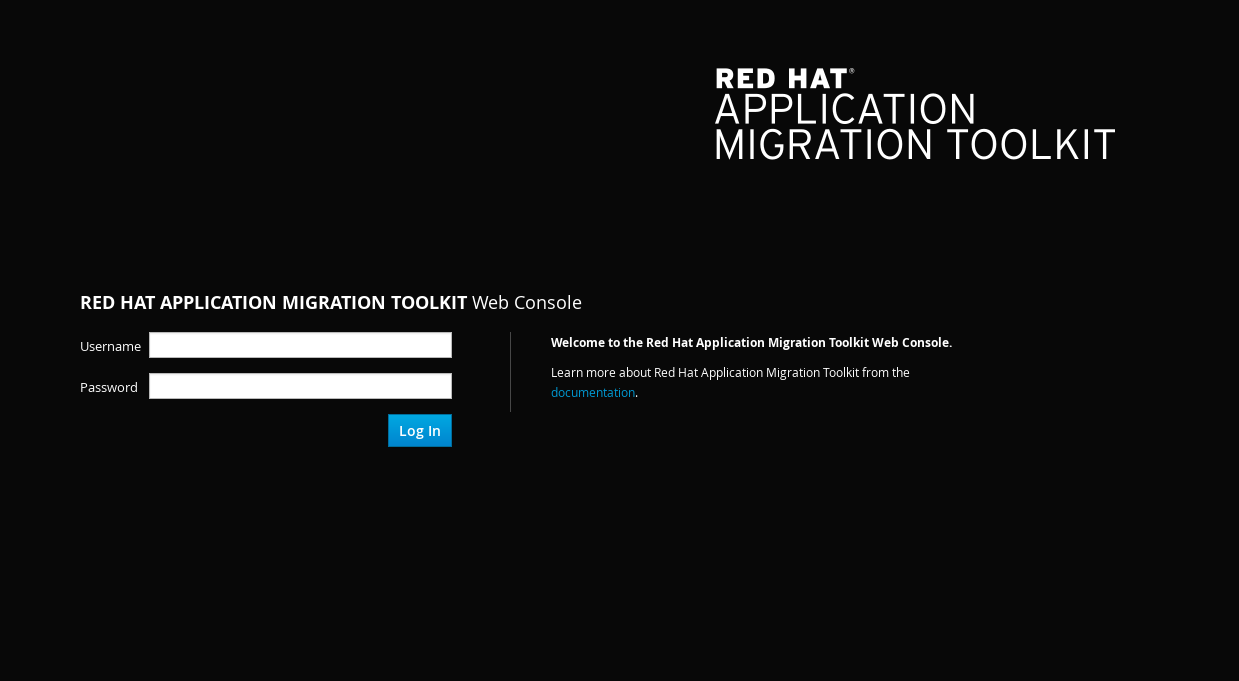 RED HAT®
APPLICATION
MIGRATION TOOLKIT
RED HAT APPLICATION MIGRATION TOOLKIT Web Console
Username
Password
Log In
Welcome to the Red Hat Application Migration Toolkit Web Console.
Learn more about Red Hat Application Migration Toolkit from the
documentation.